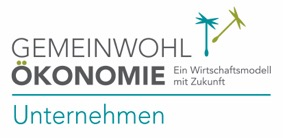 GEMEINWOHL
ÖKONOMIE
Ein Wirtschaftsmodell
mit Zukunft
Unternehmen